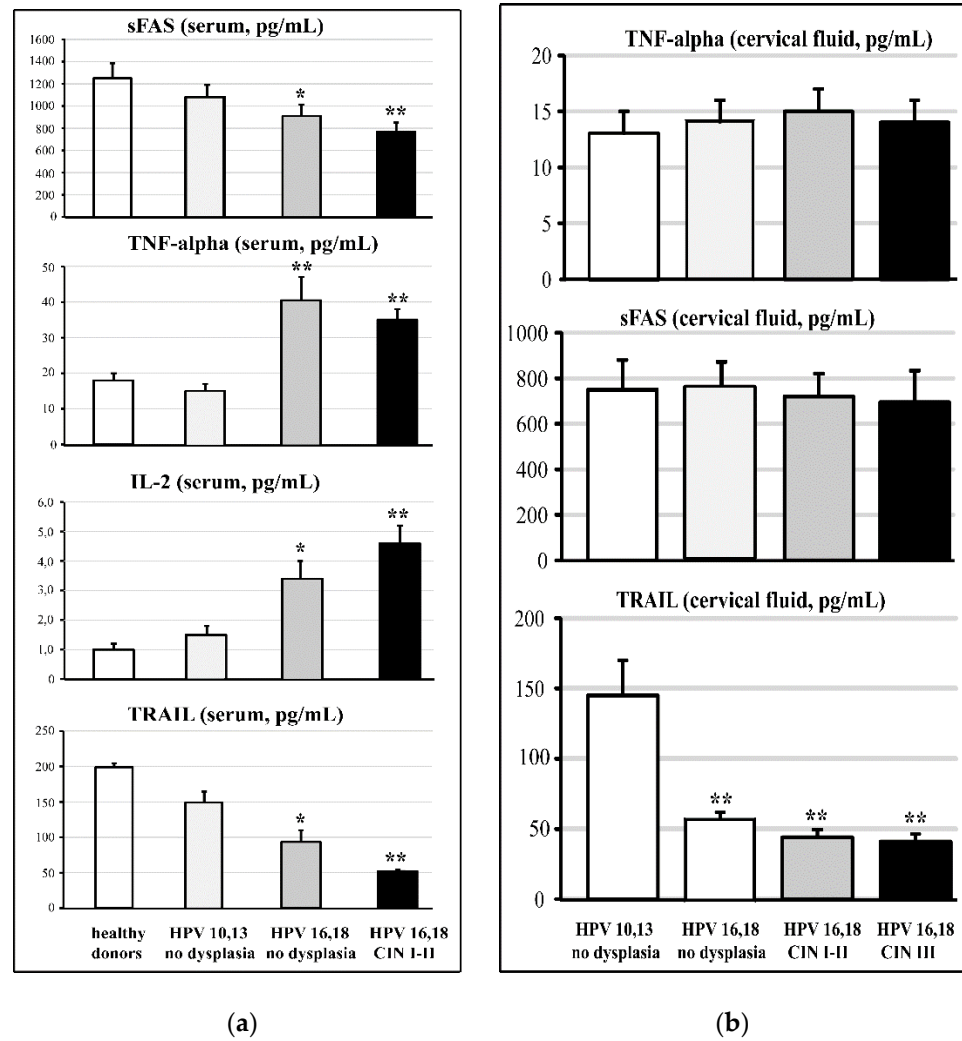 sFAS (serum, pg/mL)
1600
1400
1200
1000
800
600
400
200
0
*
**
TNF-alpha (serum, pg/mL)
50
40
30
20
10
0
**
**
IL-2 (serum, pg/mL)
6,0
5,0
4,0
3,0
2,0
1,0
*
**
TRAIL (serum, pg/mL)
250
200
150
100
50
0
*
**
healthy
donors
HPV 10,13
no dysplasia
HPV 16,18
no dysplasia
HPV 16,18
CIN I-II
(a)
TNF-alpha (cervical fluid, pg/mL)
20
15
10
5
0
sFAS (cervical fluid, pg/mL)
1000
800
600
400
200
0
TRAIL (cervical fluid, pg/mL)
200
150
100
50
0
**
**
**
HPV 10,13
no dysplasia
HPV 16,18
no dysplasia
HPV 16,18
CIN I-II
HPV 16,18
CIN III
(b)